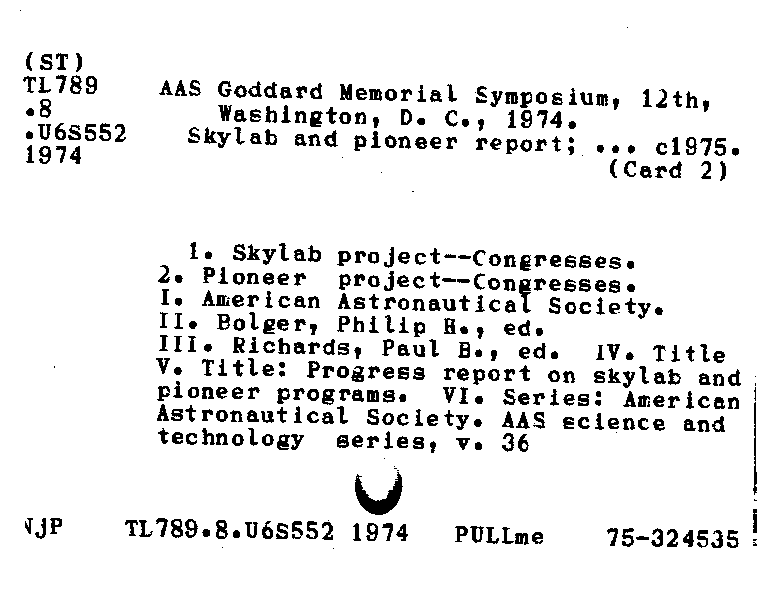 (ST)
TL789
.8
.U6S552
1974
AAS Goddard Memorial Symposium, 12th,
Washington, D. C., 1974.
Skylab and pioneer report; ... c1975.
(Card 2)
1. Skylab project--Congresses.
2. Pioneer project--Congresses.
I. American Astronautical Society.
II. Bolger, Philip H., ed.
III. Richards, Paul B., ed. IV. Title
V. Title: Progress report on skylab and
pioneer programs. VI. Series: American
Astronautical Society. AAS science and
technology series, v. 36
NjP TL789.8.U6S552 1974 PULLme 75-324535